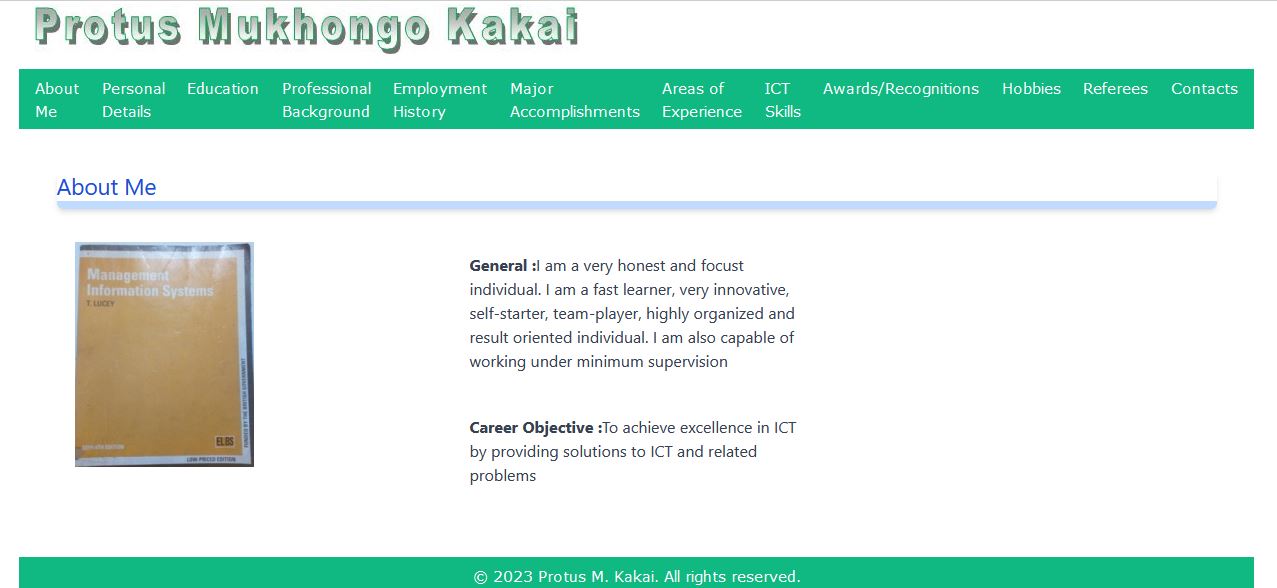 Protus Mukhongo Kakai
About Me
Personal Details
Education
Professional Background
Employment History
Major Accomplishments
Areas of Experience
ICT Skills
Awards/Recognitions
Hobbies
Referees
Contacts
About Me
Management
Information Systems
T. LUCEY
FUNDED BY THE BRITISH GOVERNMENT
ELBS
LOW-PRICED EDITION
General :I am a very honest and focust
individual. I am a fast learner, very innovative,
self-starter, team-player, highly organized and
result oriented individual. I am also capable of
working under minimum supervision
Career Objective :To achieve excellence in ICT
by providing solutions to ICT and related
problems
© 2023 Protus M. Kakai. All rights reserved.